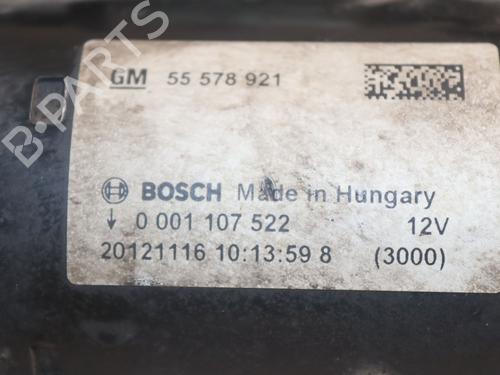 GM 55 578 921
BOSCH Made in Hungary
↓ 0 001 107 522 12V
20121116 10:13:59 8 (3000)
B-PARTS